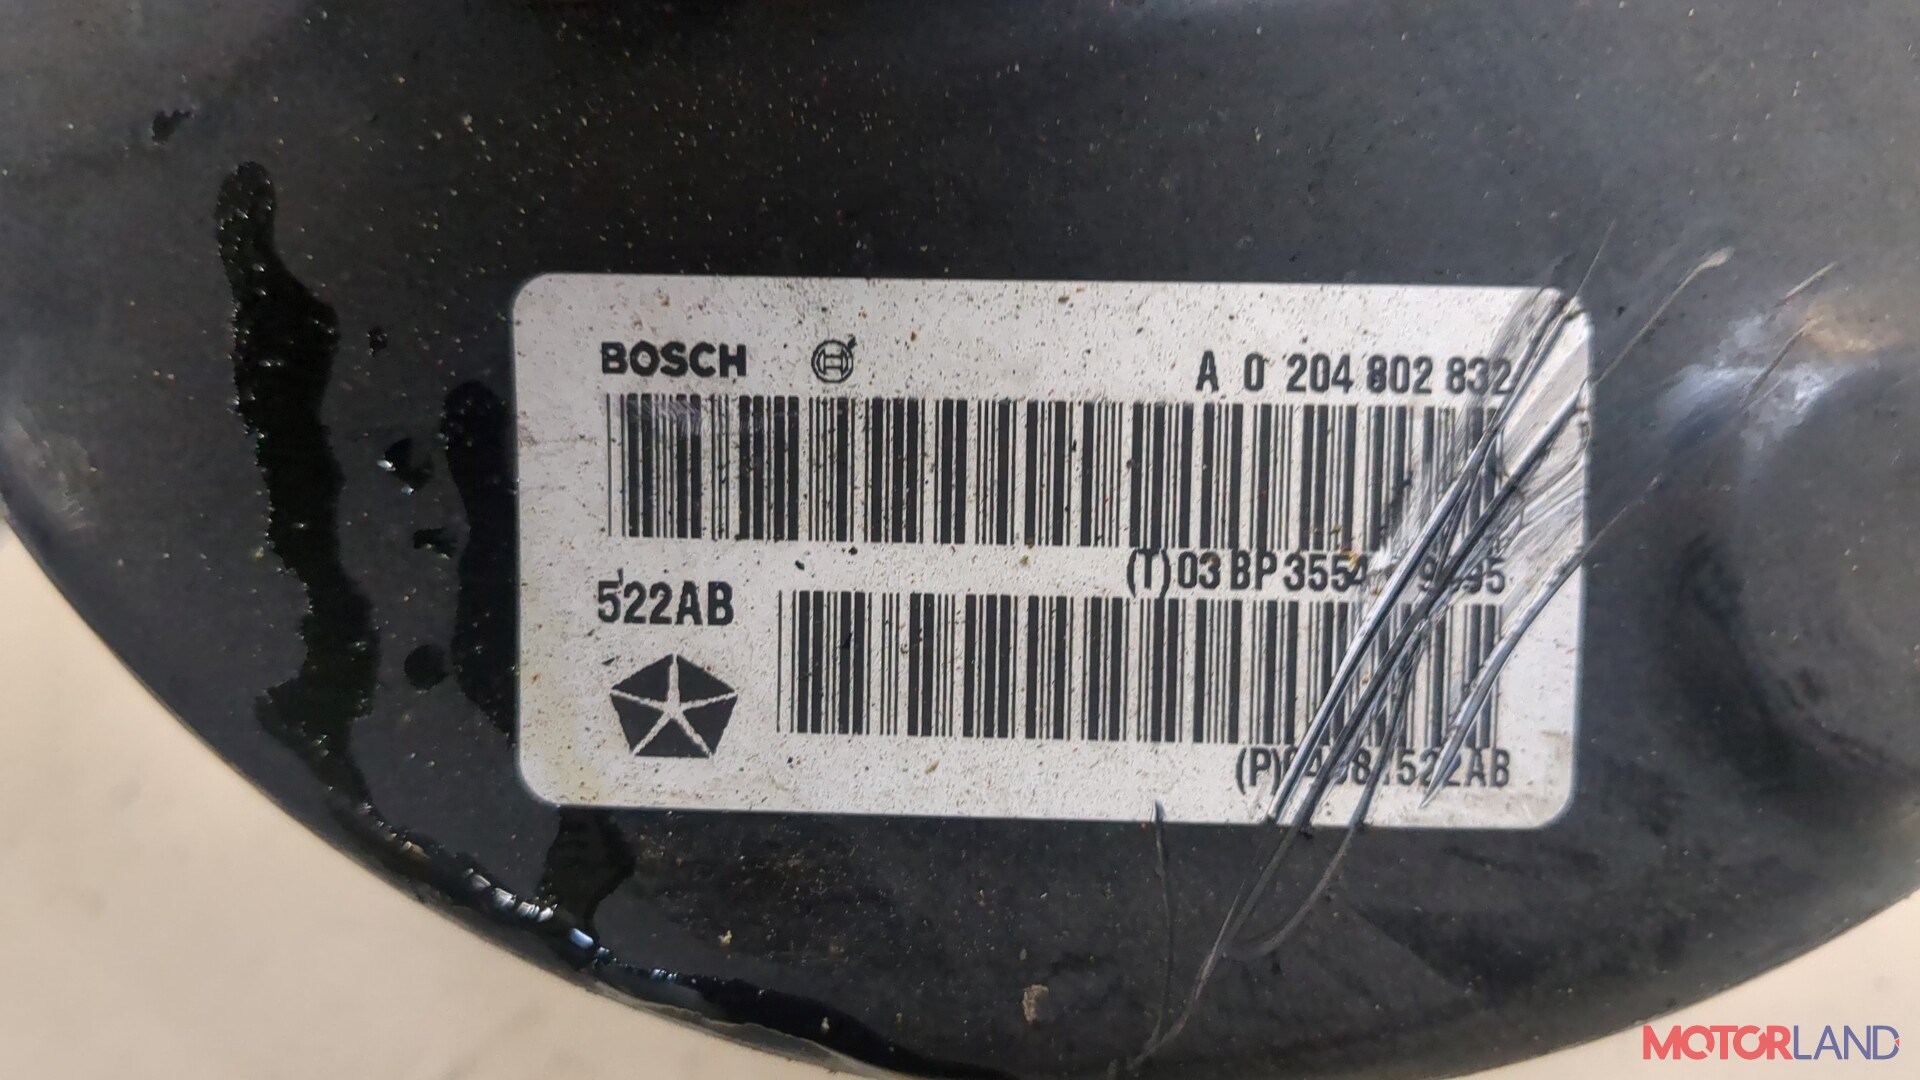 BOSCH
A 0 204 802 832
(T)03 BP 3554
522AB
MOTORLAND